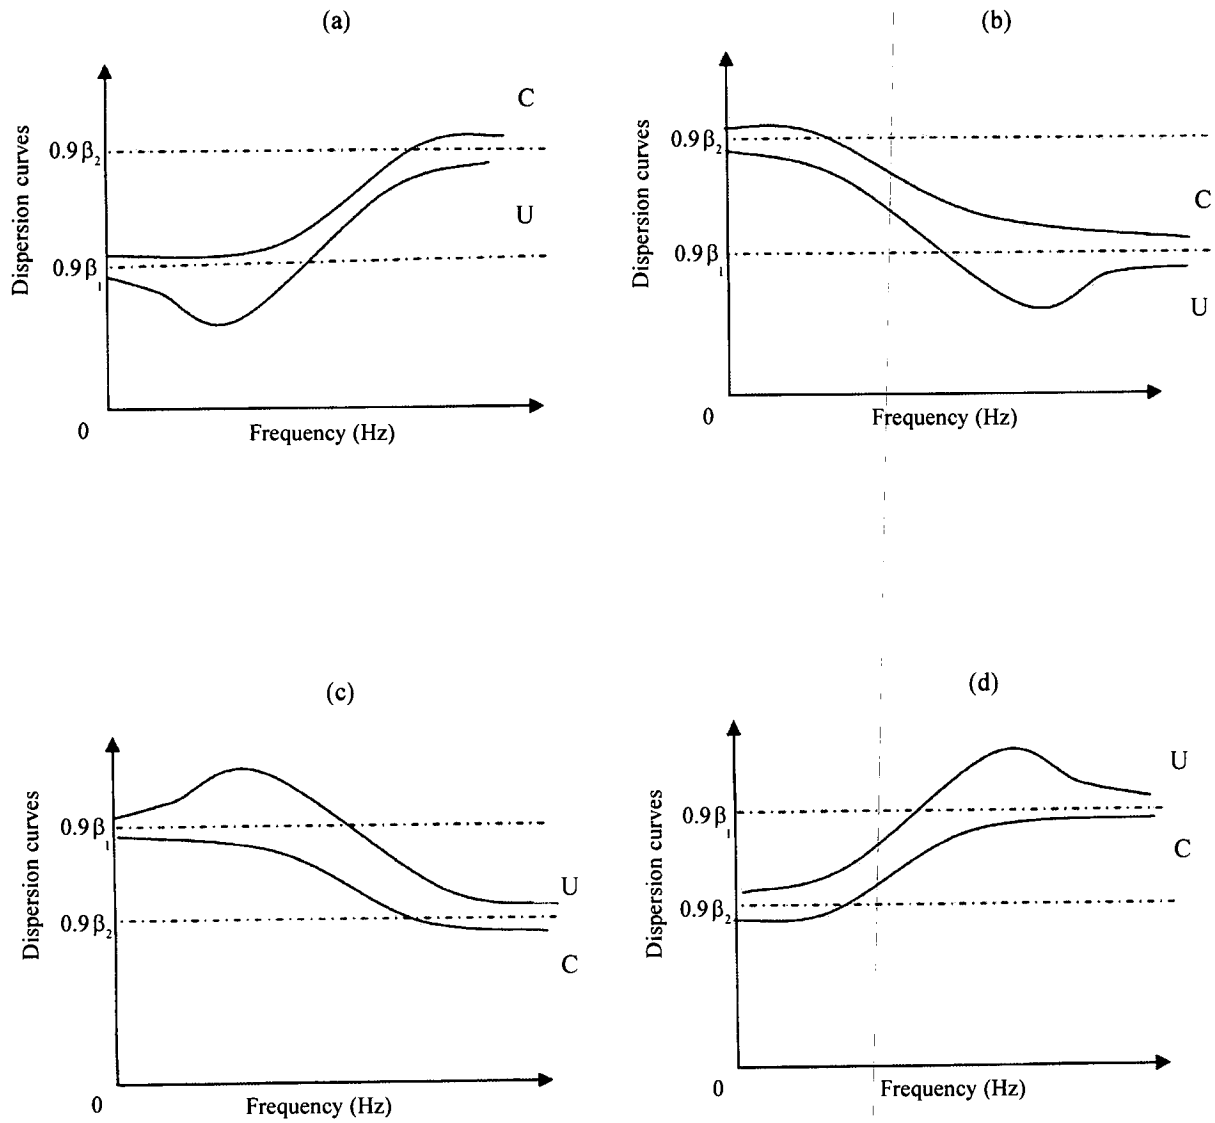 (a)
Dispersion curves
0.9β₂
0.9β₁
C
U
0
Frequency (Hz)
(b)
Dispersion curves
0.9β₂
0.9β₁
C
U
0
Frequency (Hz)
(c)
Dispersion curves
0.9β₁
0.9β₂
U
C
0
Frequency (Hz)
(d)
Dispersion curves
0.9β₁
0.9β₂
U
C
0
Frequency (Hz)